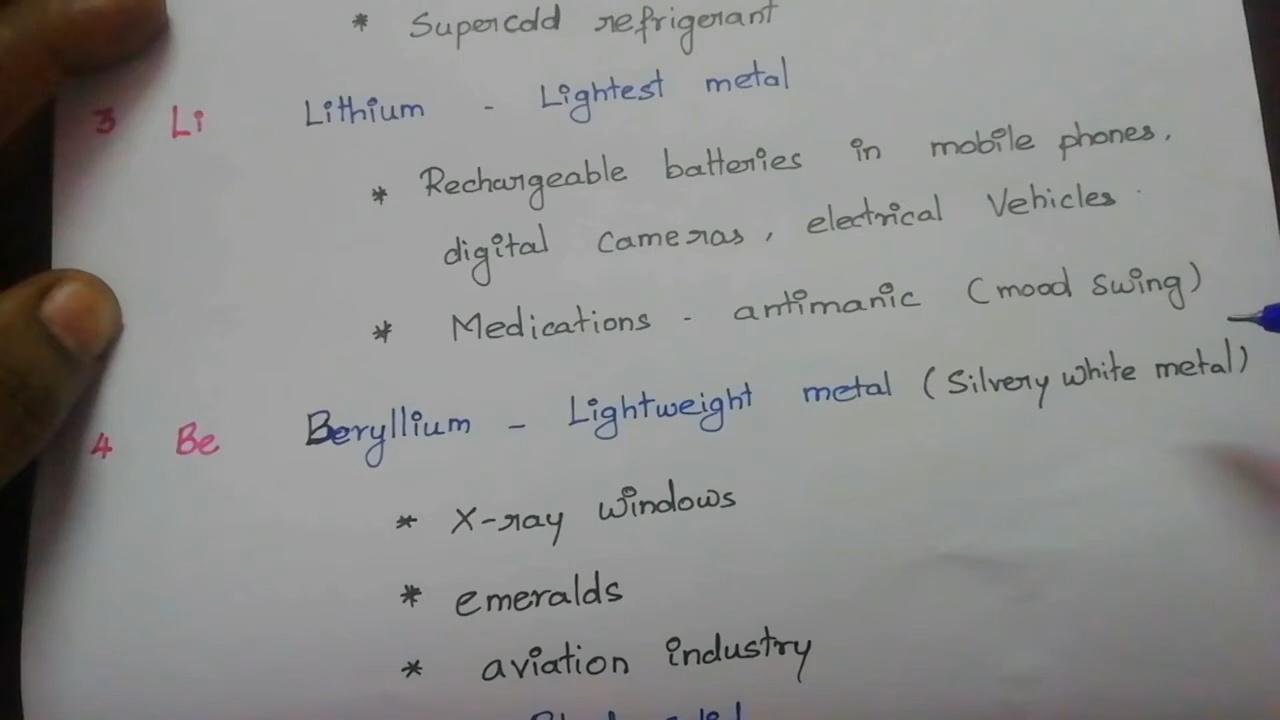 * Supercold refrigerant
3 Li Lithium - Lightest metal
* Rechargeable batteries in mobile phones,
digital cameras, electrical Vehicles.
* Medications - antimanic (mood swing)
4 Be Beryllium - Lightweight metal (Silvery white metal)
* X-ray windows
* emeralds
* aviation industry